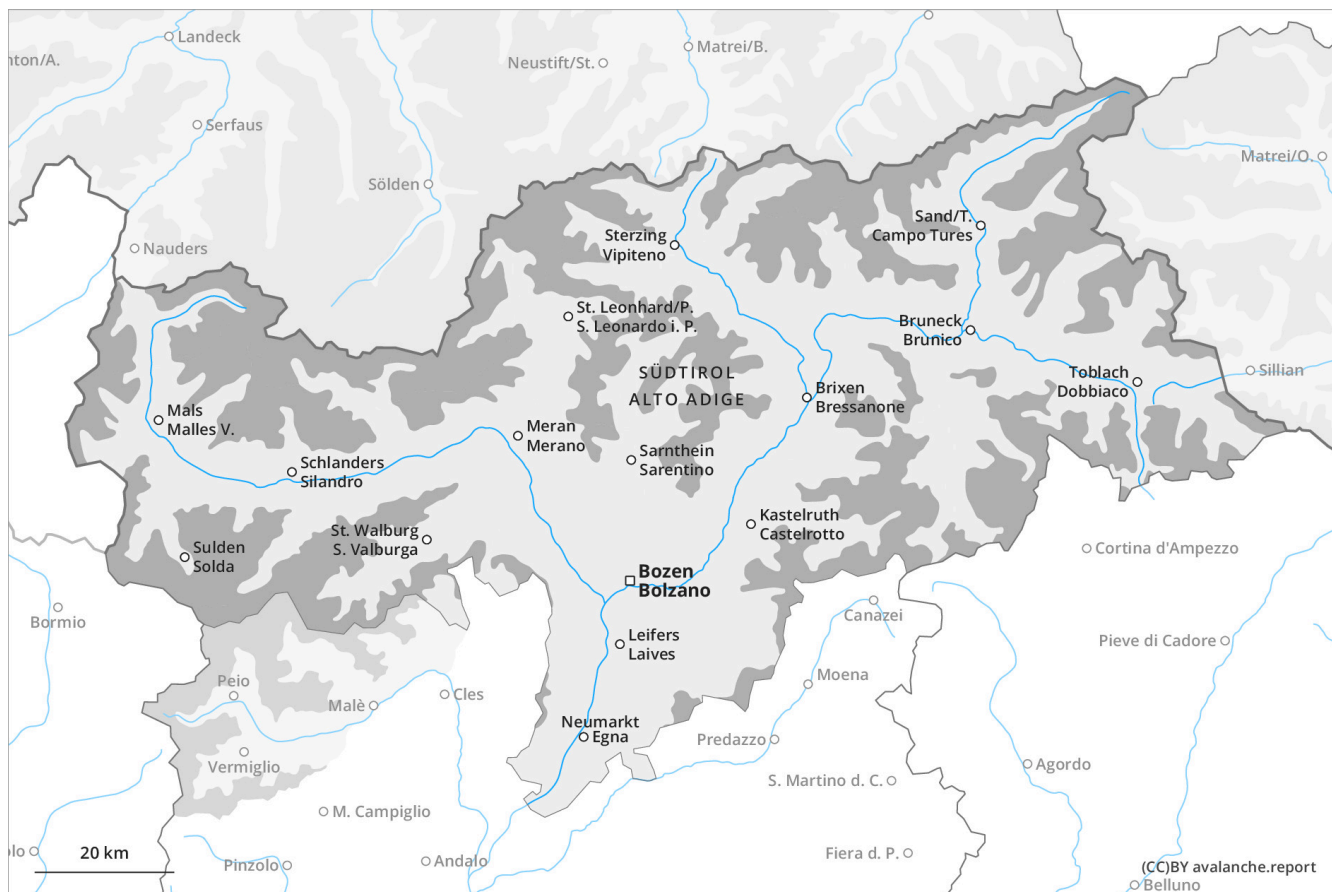 Landeck
nton/A.
Matrei/B.
Neustift/St.
Serfaus
Matrei/O.
Sölden
Sand/T.
Campo Tures
Sterzing
Vipiteno
Nauders
St. Leonhard/P.
S. Leonardo i. P.
Bruneck
Brunico
SÜDTIROL
ALTO ADIGE
Toblach
Dobbiaco
Sillian
Brixen
Bressanone
Mals
Malles V.
Meran
Merano
Sarnthein
Sarentino
Schlanders
Silandro
Kastelruth
Castelrotto
St. Walburg
S. Valburga
Sulden
Solda
Cortina d'Ampezzo
Bozen
Bolzano
Bormio
Canazei
Leifers
Laives
Pieve di Cadore
Moena
Peio
Malè
Cles
Neumarkt
Egna
Predazzo
Vermiglio
Agordo
S. Martino d. C.
M. Campiglio
olo
20 km
Pinzolo
Andalo
Fiera d. P.
(CC)BY avalanche.report
Belluno